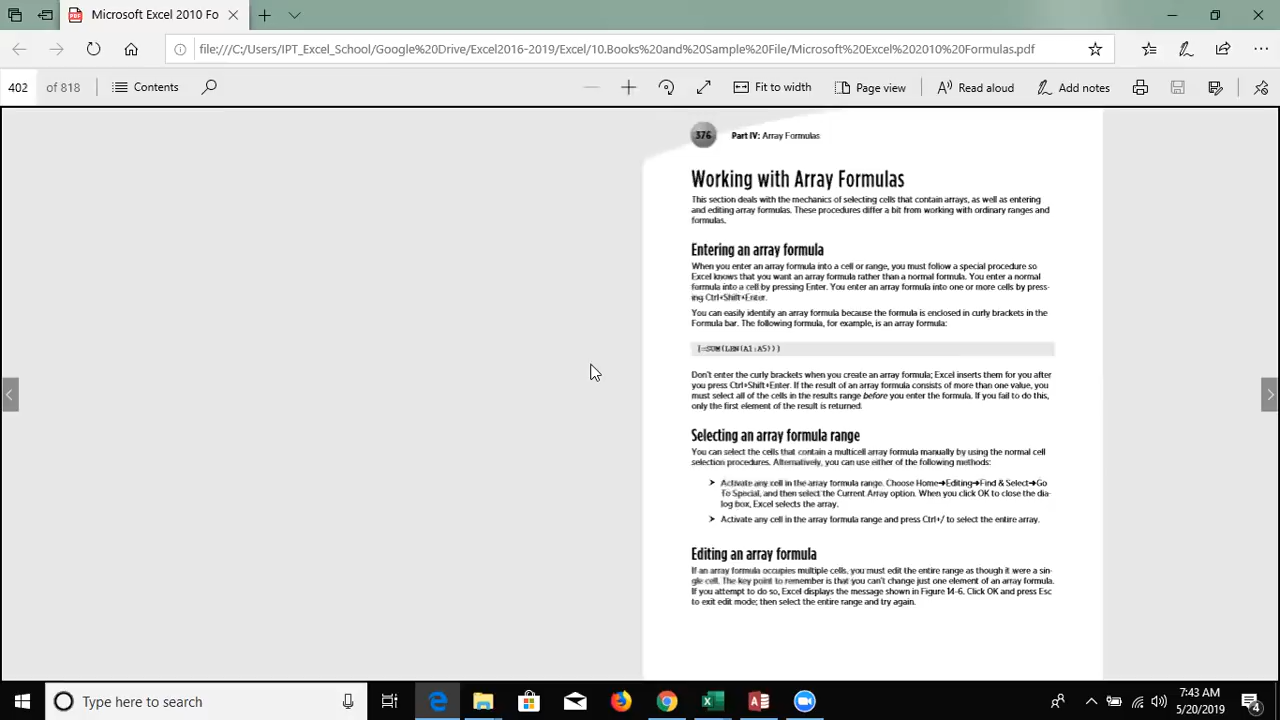 Microsoft Excel 2010 Fo
file:///C:/Users/IPT_Excel_School/Google%20Drive/Excel2016-2019/Excel/10.Books%20and%20Sample%20File/Microsoft%20Excel%202010%20Formulas.pdf
402 of 818 Contents Fit to width Page view Read aloud Add notes
376 Part IV: Array Formulas
Working with Array Formulas
This section deals with the mechanics of selecting cells that contain arrays, as well as entering
and editing array formulas. These procedures differ a bit from working with ordinary ranges and
formulas.
Entering an array formula
When you enter an array formula into a cell or range, you must follow a special procedure so
Excel knows that you want an array formula rather than a normal formula. You enter a normal
formula into a cell by pressing Enter. You enter an array formula into one or more cells by press-
ing Ctrl+Shift+Enter.
You can easily identify an array formula because the formula is enclosed in curly brackets in the
Formula bar. The following formula, for example, is an array formula:
{=SUM(LEN(A1:A5))}
Don't enter the curly brackets when you create an array formula; Excel inserts them for you after
you press Ctrl+Shift+Enter. If the result of an array formula consists of more than one value, you
must select all of the cells in the results range before you enter the formula. If you fail to do this,
only the first element of the result is returned.
Selecting an array formula range
You can select the cells that contain a multicell array formula manually by using the normal cell
selection procedures. Alternatively, you can use either of the following methods:
➤ Activate any cell in the array formula range. Choose Home➔Editing➔Find & Select➔Go
To Special, and then select the Current Array option. When you click OK to close the dia-
log box, Excel selects the array.
➤ Activate any cell in the array formula range and press Ctrl+/ to select the entire array.
Editing an array formula
If an array formula occupies multiple cells, you must edit the entire range as though it were a sin-
gle cell. The key point to remember is that you can't change just one element of an array formula.
If you attempt to do so, Excel displays the message shown in Figure 14-6. Click OK and press Esc
to exit edit mode; then select the entire range and try again.
Type here to search
7:43 AM
5/20/2019
4